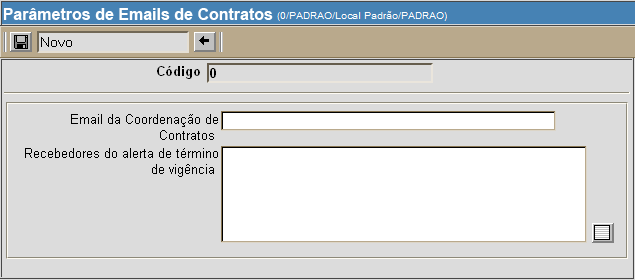 Parâmetros de Emails de Contratos (0/PADRAO/Local Padrão/PADRAO)
Novo
Código 0
Email da Coordenação de
Contratos
Recebedores do alerta de término
de vigência